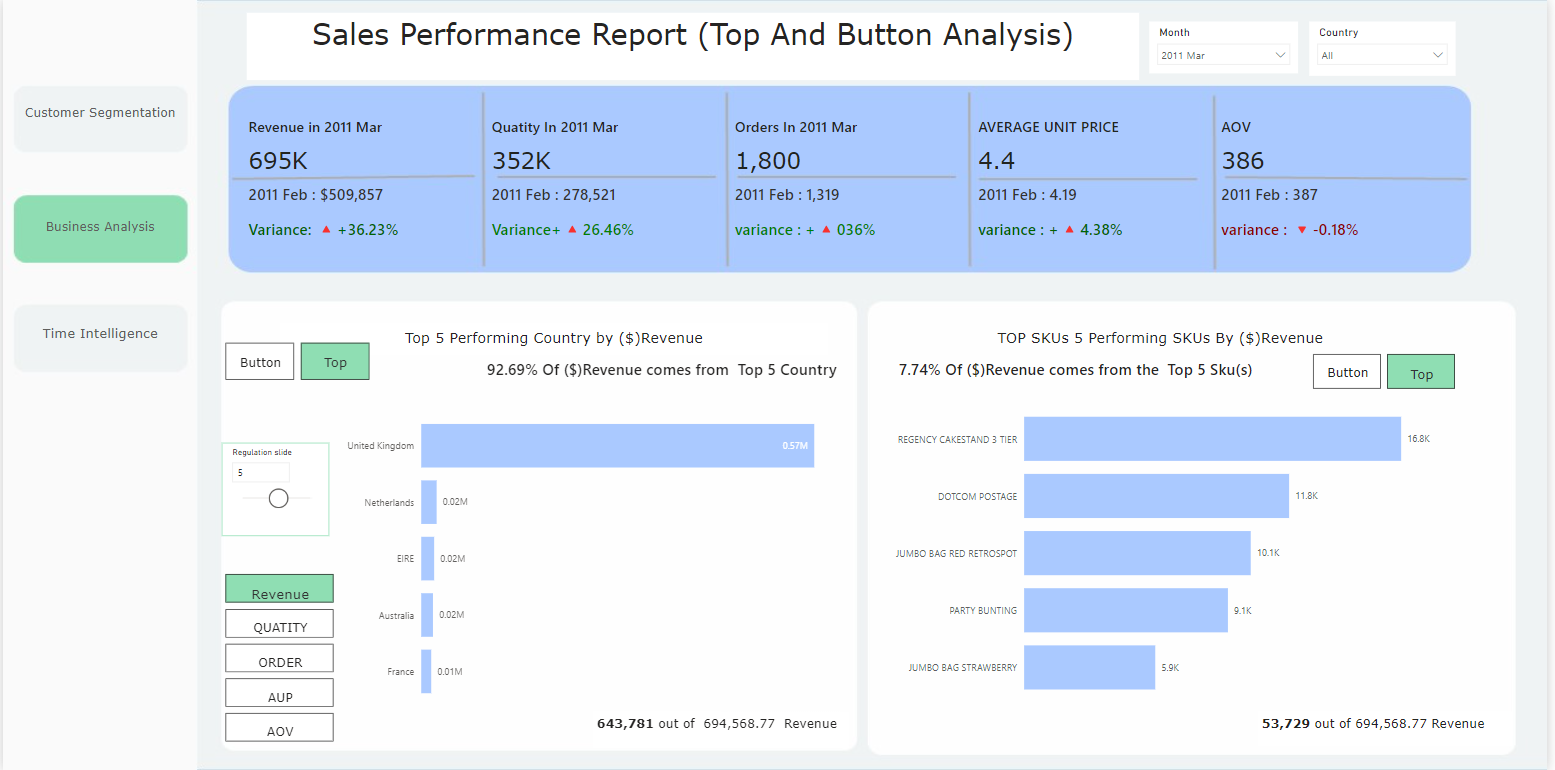 Sales Performance Report (Top And Button Analysis)
Month
2011 Mar
Country
All
Customer Segmentation
Business Analysis
Time Intelligence
Revenue in 2011 Mar
695K
2011 Feb : $509,857
Variance: 🔺 +36.23%
Quatity In 2011 Mar
352K
2011 Feb : 278,521
Variance+ 🔺 26.46%
Orders In 2011 Mar
1,800
2011 Feb : 1,319
variance : + 🔺 036%
AVERAGE UNIT PRICE
4.4
2011 Feb : 4.19
variance : + 🔺 4.38%
AOV
386
2011 Feb : 387
variance : 🔻 -0.18%
Top 5 Performing Country by ($)Revenue
Button
Top
92.69% Of ($)Revenue comes from Top 5 Country
Regulation slide
5
Revenue
QUATITY
ORDER
AUP
AOV
United Kingdom 0.57M
Netherlands 0.02M
EIRE 0.02M
Australia 0.02M
France 0.01M
643,781 out of 694,568.77 Revenue
TOP SKUs 5 Performing SKUs By ($)Revenue
7.74% Of ($)Revenue comes from the Top 5 Sku(s)
Button
Top
REGENCY CAKESTAND 3 TIER 16.8K
DOTCOM POSTAGE 11.8K
JUMBO BAG RED RETROSPOT 10.1K
PARTY BUNTING 9.1K
JUMBO BAG STRAWBERRY 5.9K
53,729 out of 694,568.77 Revenue